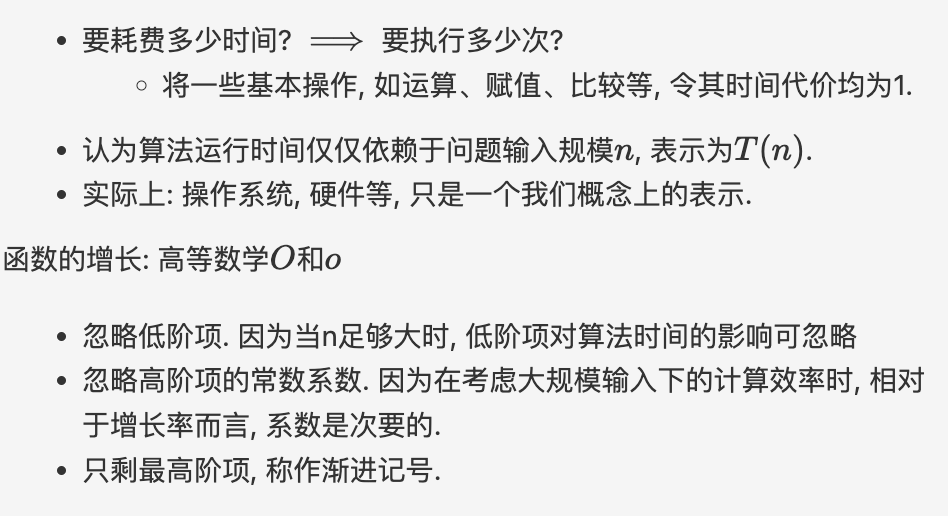 • 要耗费多少时间? ⟹ 要执行多少次?
◦ 将一些基本操作, 如运算、赋值、比较等, 令其时间代价均为1.
• 认为算法运行时间仅仅依赖于问题输入规模n, 表示为T(n).
• 实际上: 操作系统, 硬件等, 只是一个我们概念上的表示.
函数的增长: 高等数学O和o
• 忽略低阶项. 因为当n足够大时, 低阶项对算法时间的影响可忽略
• 忽略高阶项的常数系数. 因为在考虑大规模输入下的计算效率时, 相对
于增长率而言, 系数是次要的.
• 只剩最高阶项, 称作渐进记号.